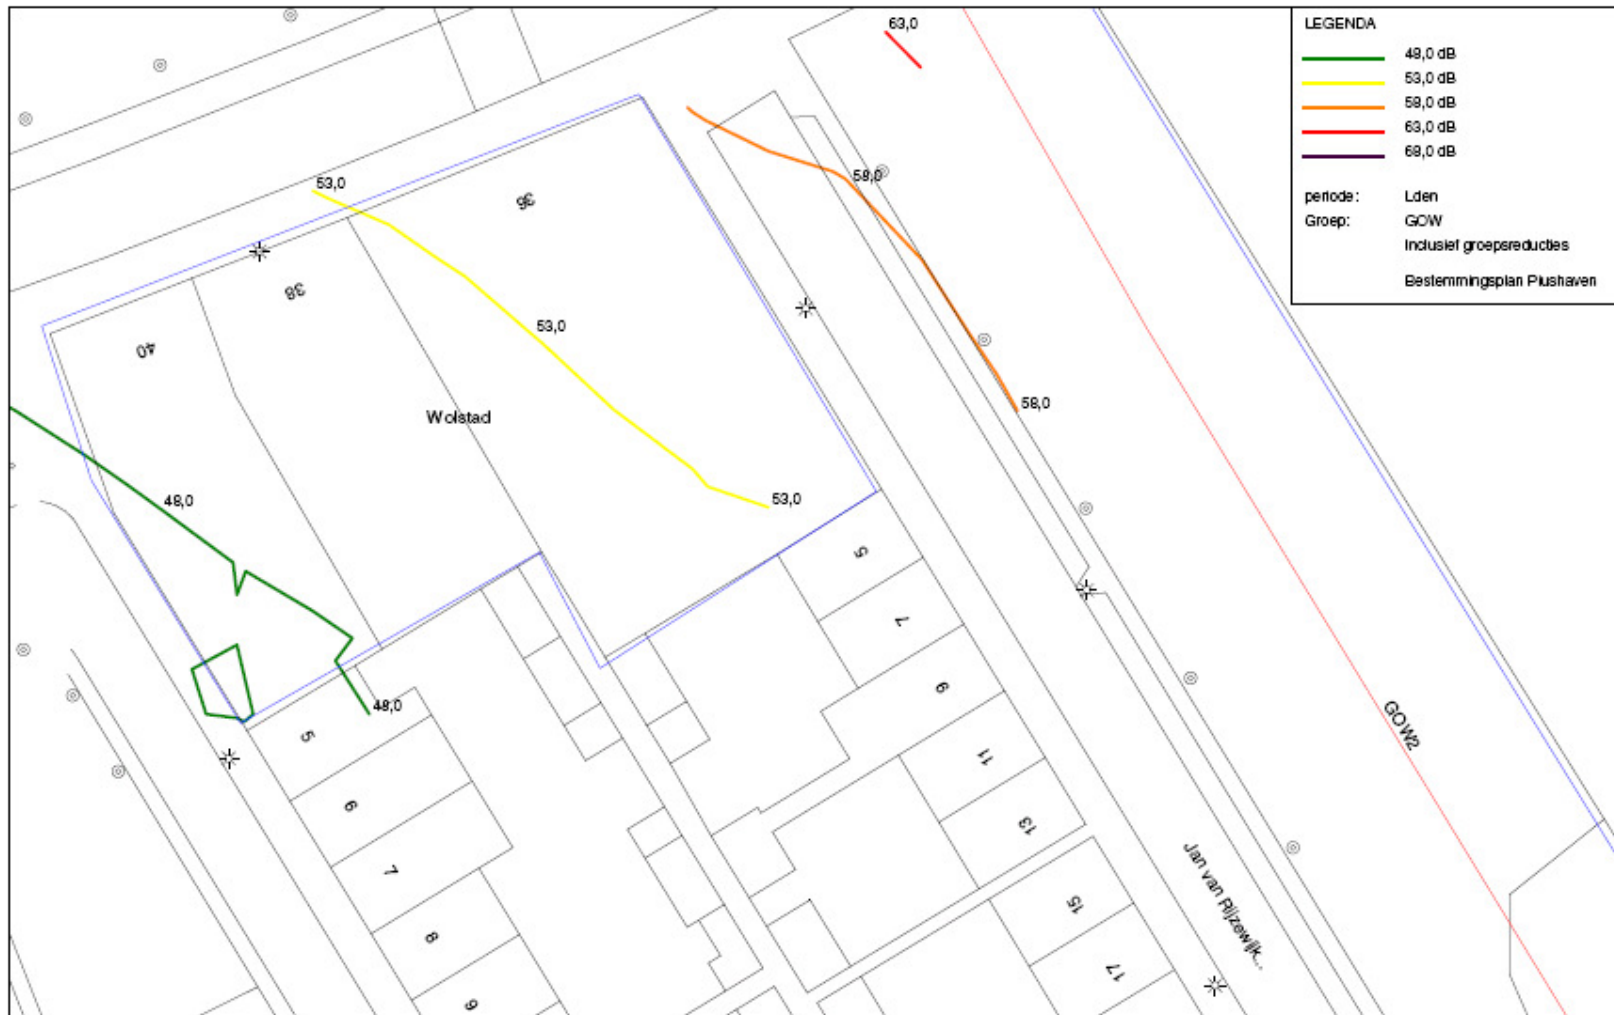 LEGENDA
48,0 dB
53,0 dB
58,0 dB
63,0 dB
68,0 dB
periode: Lden
Groep: GOW
Inclusief groepsreducties
Bestemmingsplan Piushaven
63,0
58,0
58,0
53,0
53,0
53,0
48,0
48,0
36
38
40
Wolstad
5
7
9
11
13
15
17
5
6
7
8
9
GOW2
Jan van Rijzewijk...